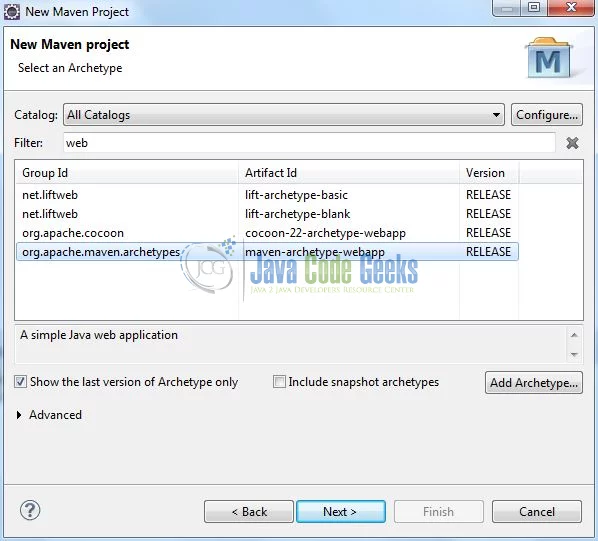 New Maven Project
New Maven project
Select an Archetype
M
Catalog: All Catalogs Configure...
Filter: web
Group Id Artifact Id Version
net.liftweb lift-archetype-basic RELEASE
net.liftweb lift-archetype-blank RELEASE
org.apache.cocoon cocoon-22-archetype-webapp RELEASE
org.apache.maven.archetypes maven-archetype-webapp RELEASE
JCG Java Code Geeks
Java 2 Java Developers Resource Center
A simple Java web application
Show the last version of Archetype only Include snapshot archetypes Add Archetype...
Advanced
? < Back Next > Finish Cancel